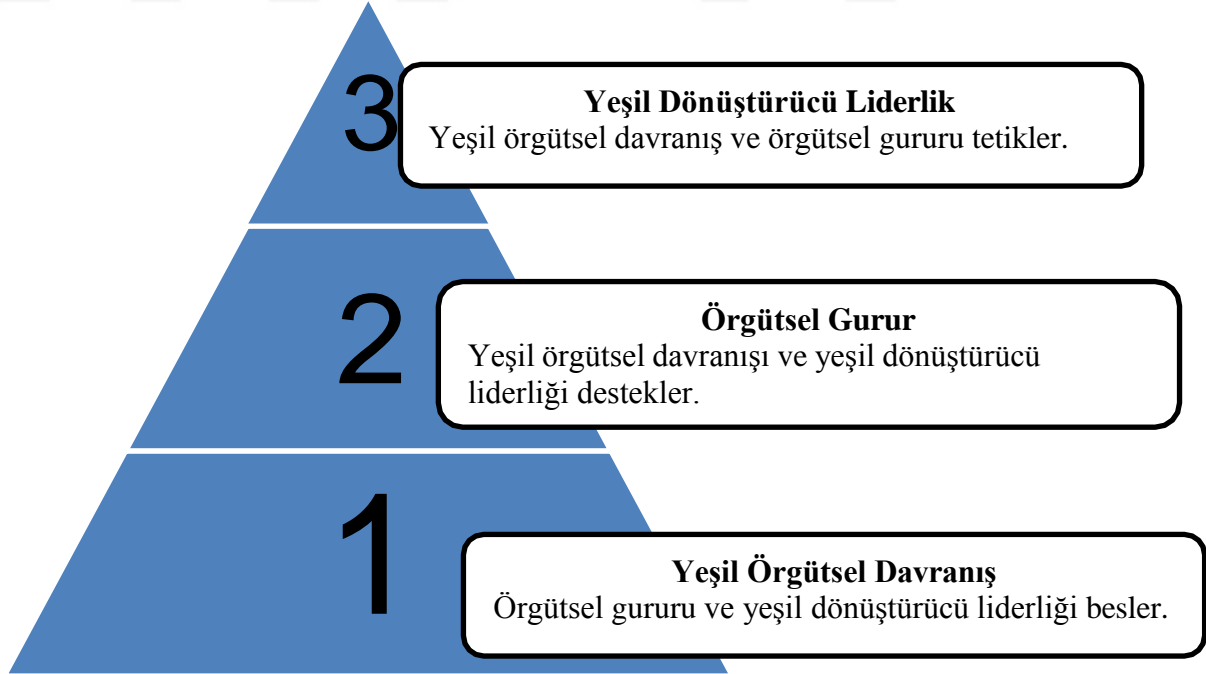 3
Yeşil Dönüştürücü Liderlik
Yeşil örgütsel davranış ve örgütsel gururu tetikler.
2
Örgütsel Gurur
Yeşil örgütsel davranışı ve yeşil dönüştürücü
liderliği destekler.
1
Yeşil Örgütsel Davranış
Örgütsel gururu ve yeşil dönüştürücü liderliği besler.